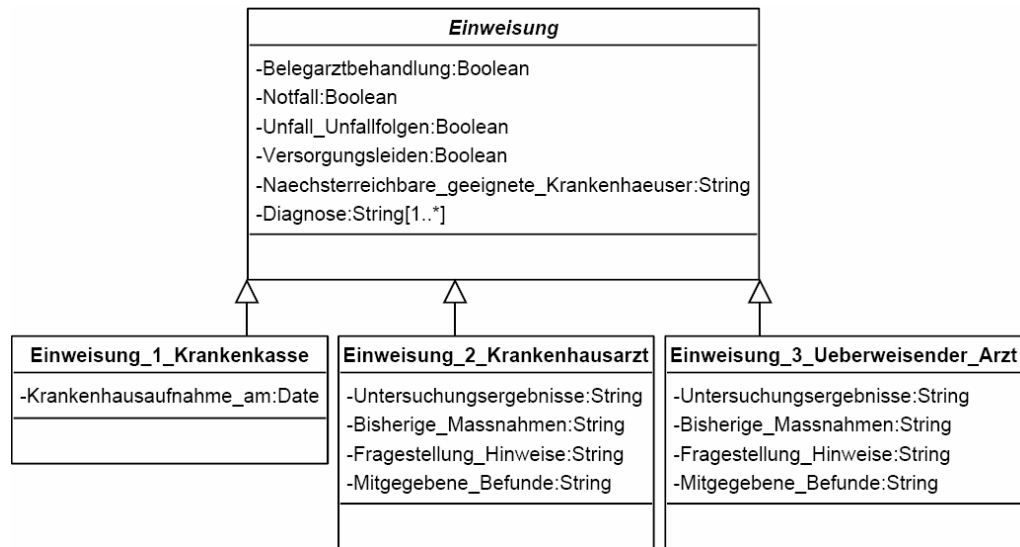 Einweisung
-Belegarztbehandlung:Boolean
-Notfall:Boolean
-Unfall_Unfallfolgen:Boolean
-Versorgungsleiden:Boolean
-Naechsterreichbare_geeignete_Krankenhaeuser:String
-Diagnose:String[1..*]
Einweisung_1_Krankenkasse
-Krankenhausaufnahme_am:Date
Einweisung_2_Krankenhausarzt
-Untersuchungsergebnisse:String
-Bisherige_Massnahmen:String
-Fragestellung_Hinweise:String
-Mitgegebene_Befunde:String
Einweisung_3_Ueberweisender_Arzt
-Untersuchungsergebnisse:String
-Bisherige_Massnahmen:String
-Fragestellung_Hinweise:String
-Mitgegebene_Befunde:String